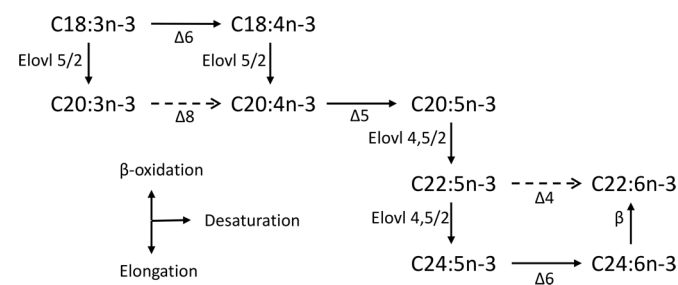 C18:3n-3 Δ6 C18:4n-3
Elovl 5/2 Elovl 5/2
C20:3n-3 Δ8 C20:4n-3 Δ5 C20:5n-3
Elovl 4,5/2
β-oxidation
C22:5n-3 Δ4 C22:6n-3
Desaturation
Elovl 4,5/2 β
Elongation
C24:5n-3 Δ6 C24:6n-3